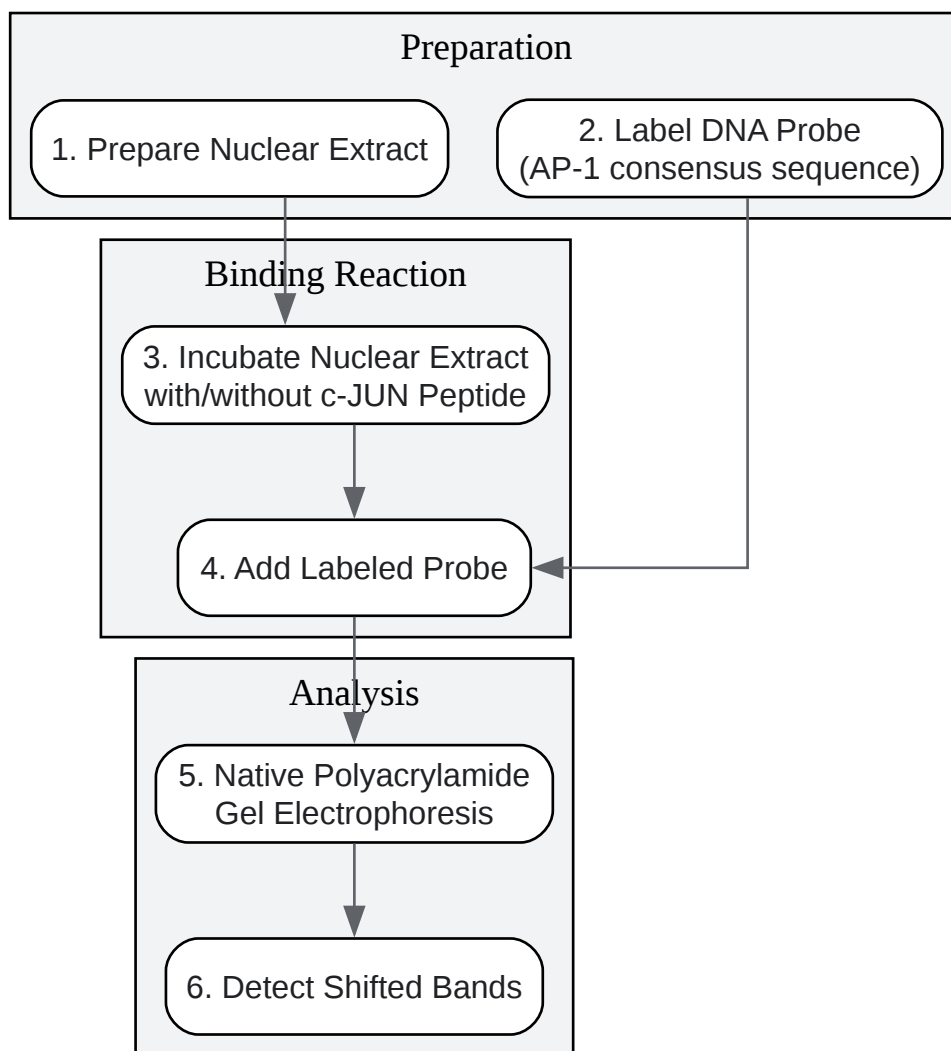 Preparation
1. Prepare Nuclear Extract
2. Label DNA Probe
(AP-1 consensus sequence)
Binding Reaction
3. Incubate Nuclear Extract
with/without c-JUN Peptide
4. Add Labeled Probe
Analysis
5. Native Polyacrylamide
Gel Electrophoresis
6. Detect Shifted Bands